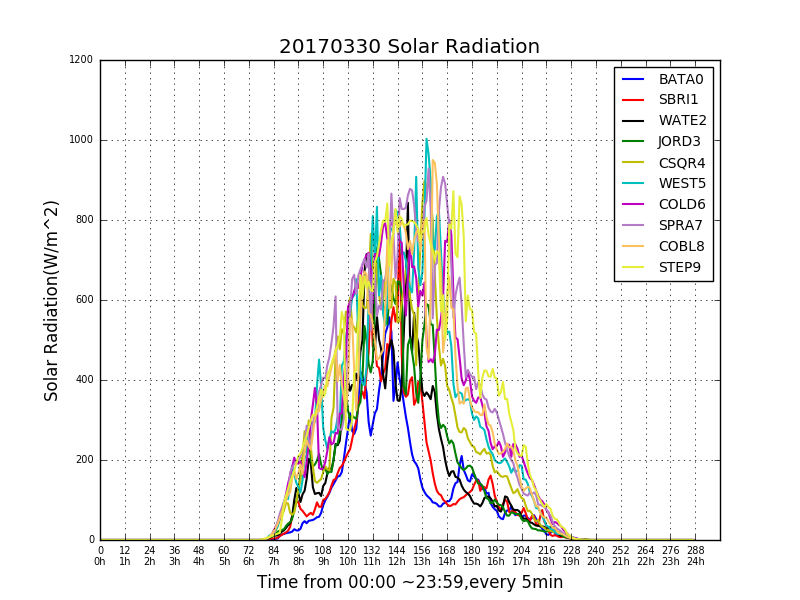 20170330 Solar Radiation
1200
1000
800
600
400
200
0
Solar Radiation(W/m^2)
BATA0
SBRI1
WATE2
JORD3
CSQR4
WEST5
COLD6
SPRA7
COBL8
STEP9
0 12 24 36 48 60 72 84 96 108 120 132 144 156 168 180 192 204 216 228 240 252 264 276 288
0h 1h 2h 3h 4h 5h 6h 7h 8h 9h 10h 11h 12h 13h 14h 15h 16h 17h 18h 19h 20h 21h 22h 23h 24h
Time from 00:00 ~23:59,every 5min